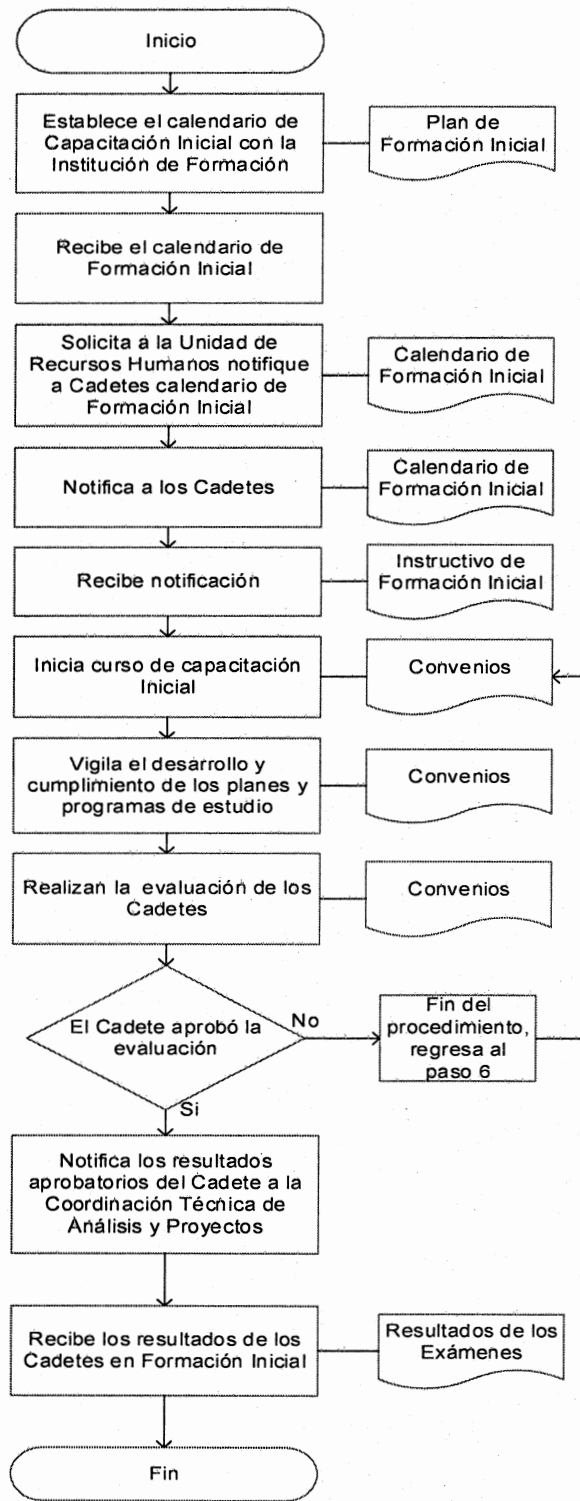 Inicio
Establece el calendario de
Capacitación Inicial con la
Institución de Formación
Plan de
Formación Inicial
Recibe el calendario de
Formación Inicial
Solicita a la Unidad de
Recursos Humanos notifique
a Cadetes calendario de
Formación Inicial
Calendario de
Formación Inicial
Notifica a los Cadetes
Calendario de
Formación Inicial
Recibe notificación
Instructivo de
Formación Inicial
Inicia curso de capacitación
Inicial
Convenios
Vigila el desarrollo y
cumplimiento de los planes y
programas de estudio
Convenios
Realizan la evaluación de los
Cadetes
Convenios
El Cadete aprobó la
evaluación
No
Fin del
procedimiento,
regresa al
paso 6
Si
Notifica los resultados
aprobatorios del Cadete a la
Coordinación Técnica de
Análisis y Proyectos
Recibe los resultados de los
Cadetes en Formación Inicial
Resultados de los
Exámenes
Fin